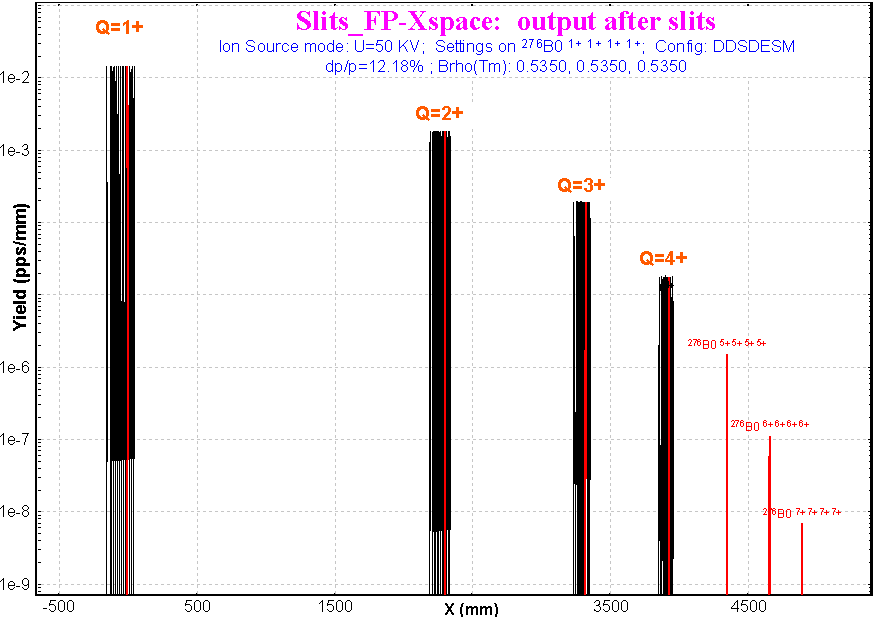 Slits_FP-Xspace: output after slits
Ion Source mode: U=50 KV; Settings on 276B0 1+ 1+ 1+ 1+; Config: DDSDESM
dp/p=12.18% ; Brho(Tm): 0.5350, 0.5350, 0.5350
Q=1+
Q=2+
Q=3+
Q=4+
276B0 5+5+5+5+
276B0 6+6+6+6+
276B0 7+7+7+7+
Yield (pps/mm)
1e-2
1e-3
1e-6
1e-7
1e-8
1e-9
-500
500
1500
X (mm)
3500
4500